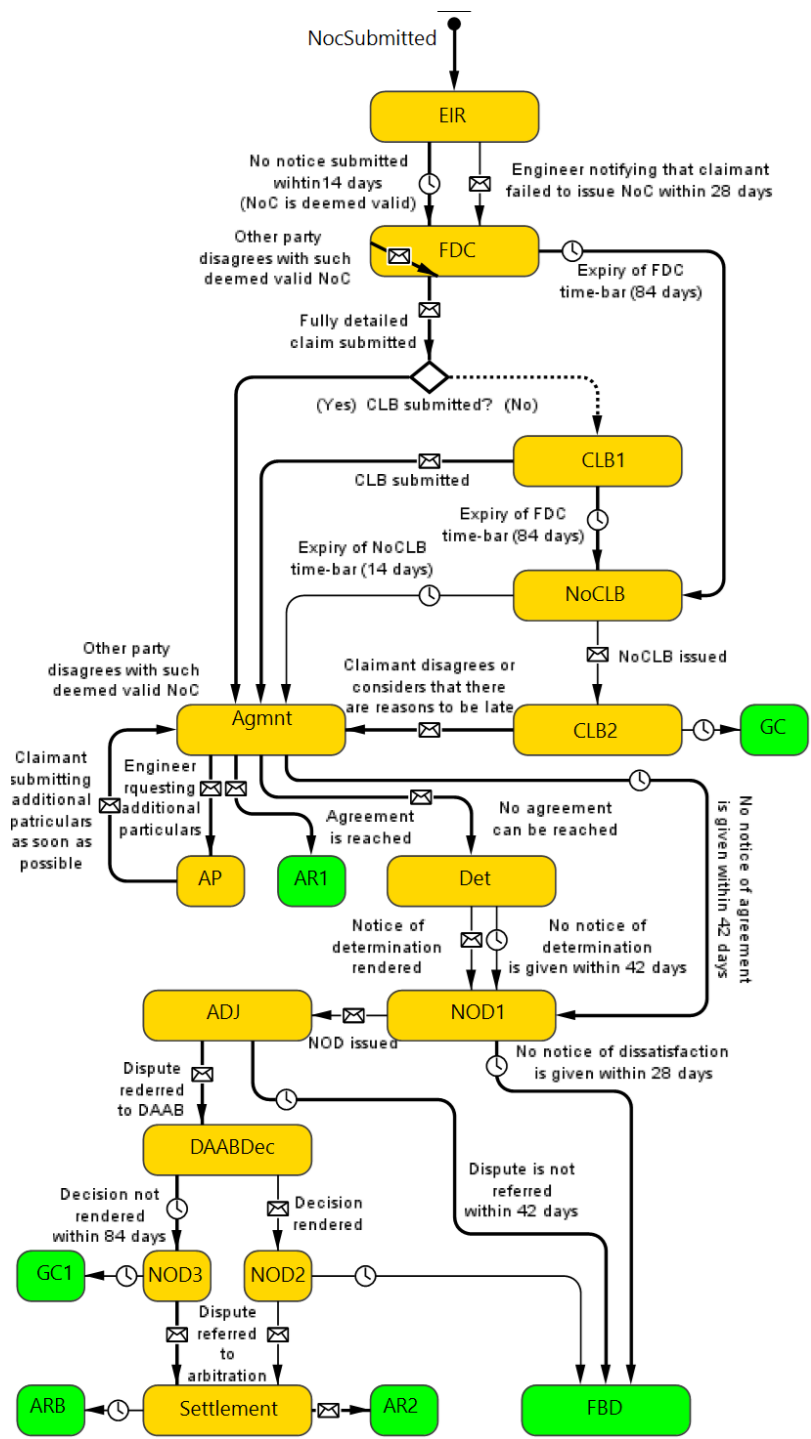 NocSubmitted
EIR
No notice submitted
wihtin14 days
(NoC is deemed valid)
Engineer notifying that claimant
failed to issue NoC within 28 days
Other party
disagrees with such
deemed valid NoC
FDC
Expiry of FDC
time-bar (84 days)
Fully detailed
claim submitted
(Yes) CLB submitted? (No)
CLB1
CLB submitted
Expiry of FDC
time-bar (84 days)
Expiry of NoCLB
time-bar (14 days)
NoCLB
NoCLB issued
Other party
disagrees with such
deemed valid NoC
Claimant disagrees or
considers that there
are reasons to be late
Agmnt
CLB2
GC
Claimant
submitting
additional
patriculars
as soon as
possible
Engineer
rquesting
additional
particulars
Agreement
is reached
No agreement
can be reached
No notice of agreement
is given within 42
days
AP
AR1
Det
Notice of
determination
rendered
No notice of
determination
is given within 42 days
ADJ
NOD1
NOD issued
No notice of dissatisfaction
is given within 28 days
Dispute
rederred
to DAAB
DAABDec
Decision not
rendered
within 84 days
Decision
rendered
Dispute is not
referred
within 42 days
GC1
NOD3
NOD2
Dispute
referred
to
arbitration
ARB
Settlement
AR2
FBD